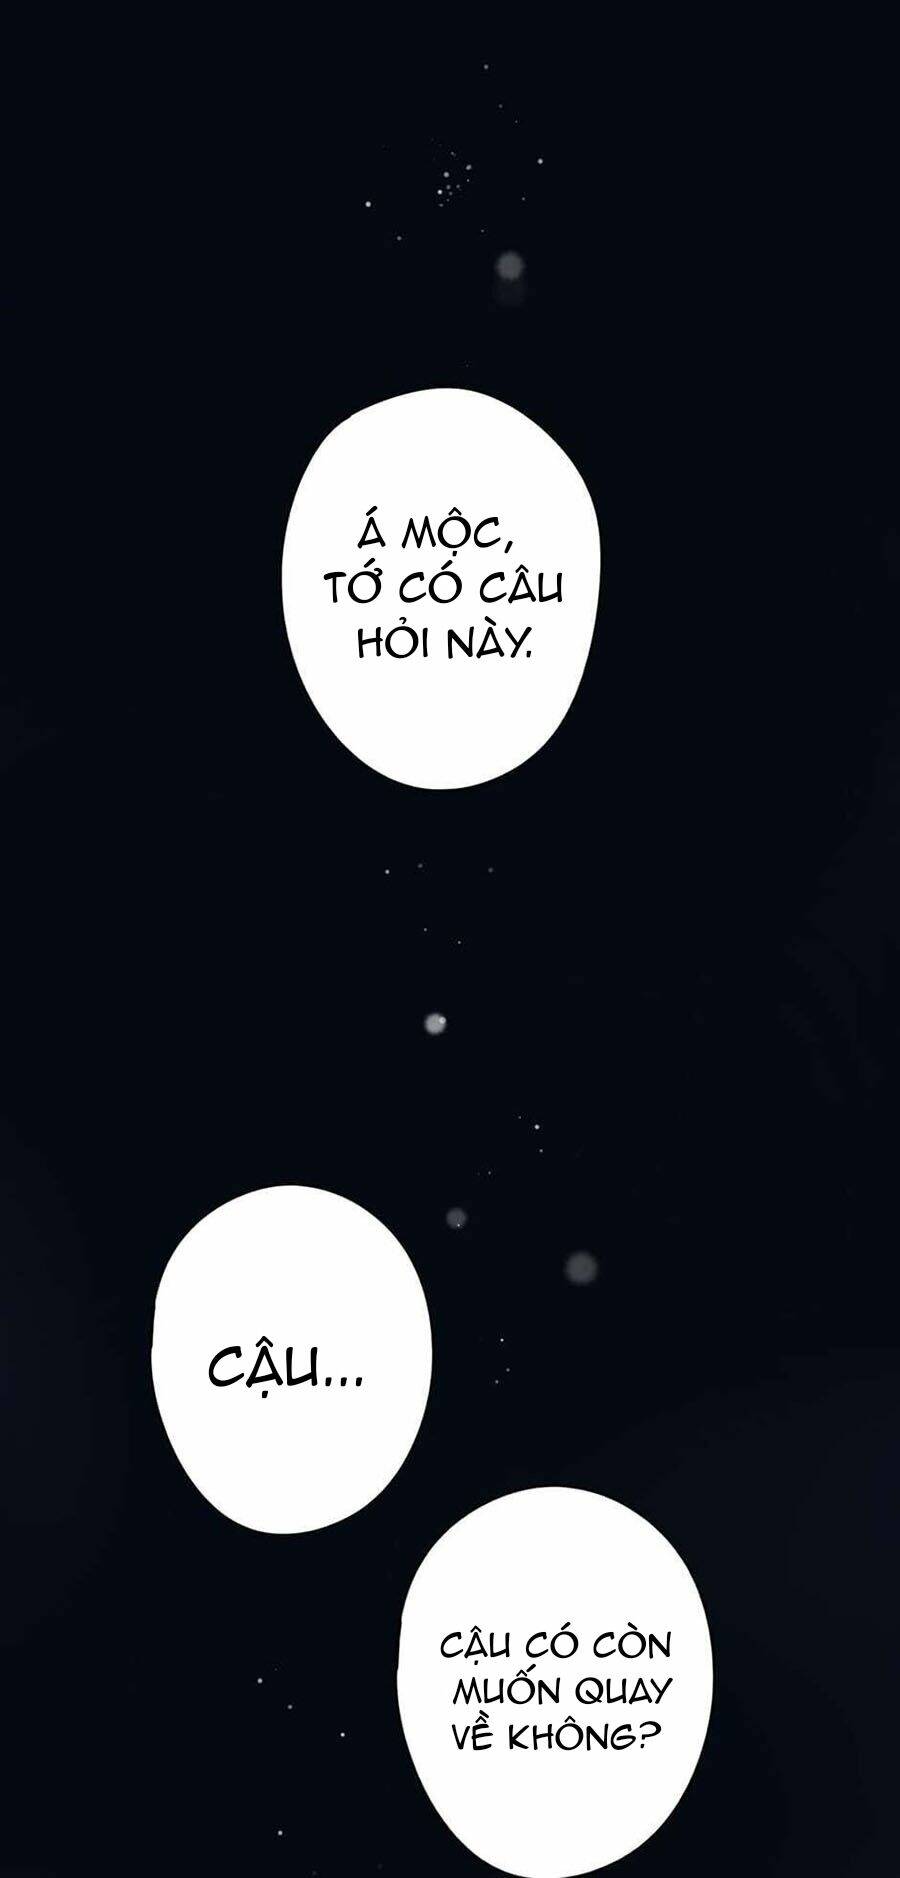 Á MỘC,
TỚ CÓ CÂU
HỎI NÀY.
CẬU...
CẬU CÓ CÒN
MUỐN QUAY
VỀ KHÔNG?